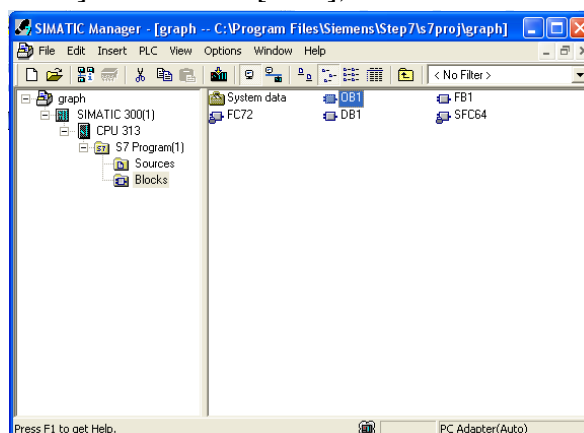 SIMATIC Manager - [graph -- C:\Program Files\Siemens\Step7\s7proj\graph]
File Edit Insert PLC View Options Window Help
< No Filter >
graph
SIMATIC 300(1)
CPU 313
S7 Program(1)
Sources
Blocks
System data OB1 FB1
FC72 DB1 SFC64
Press F1 to get Help. PC Adapter(Auto)